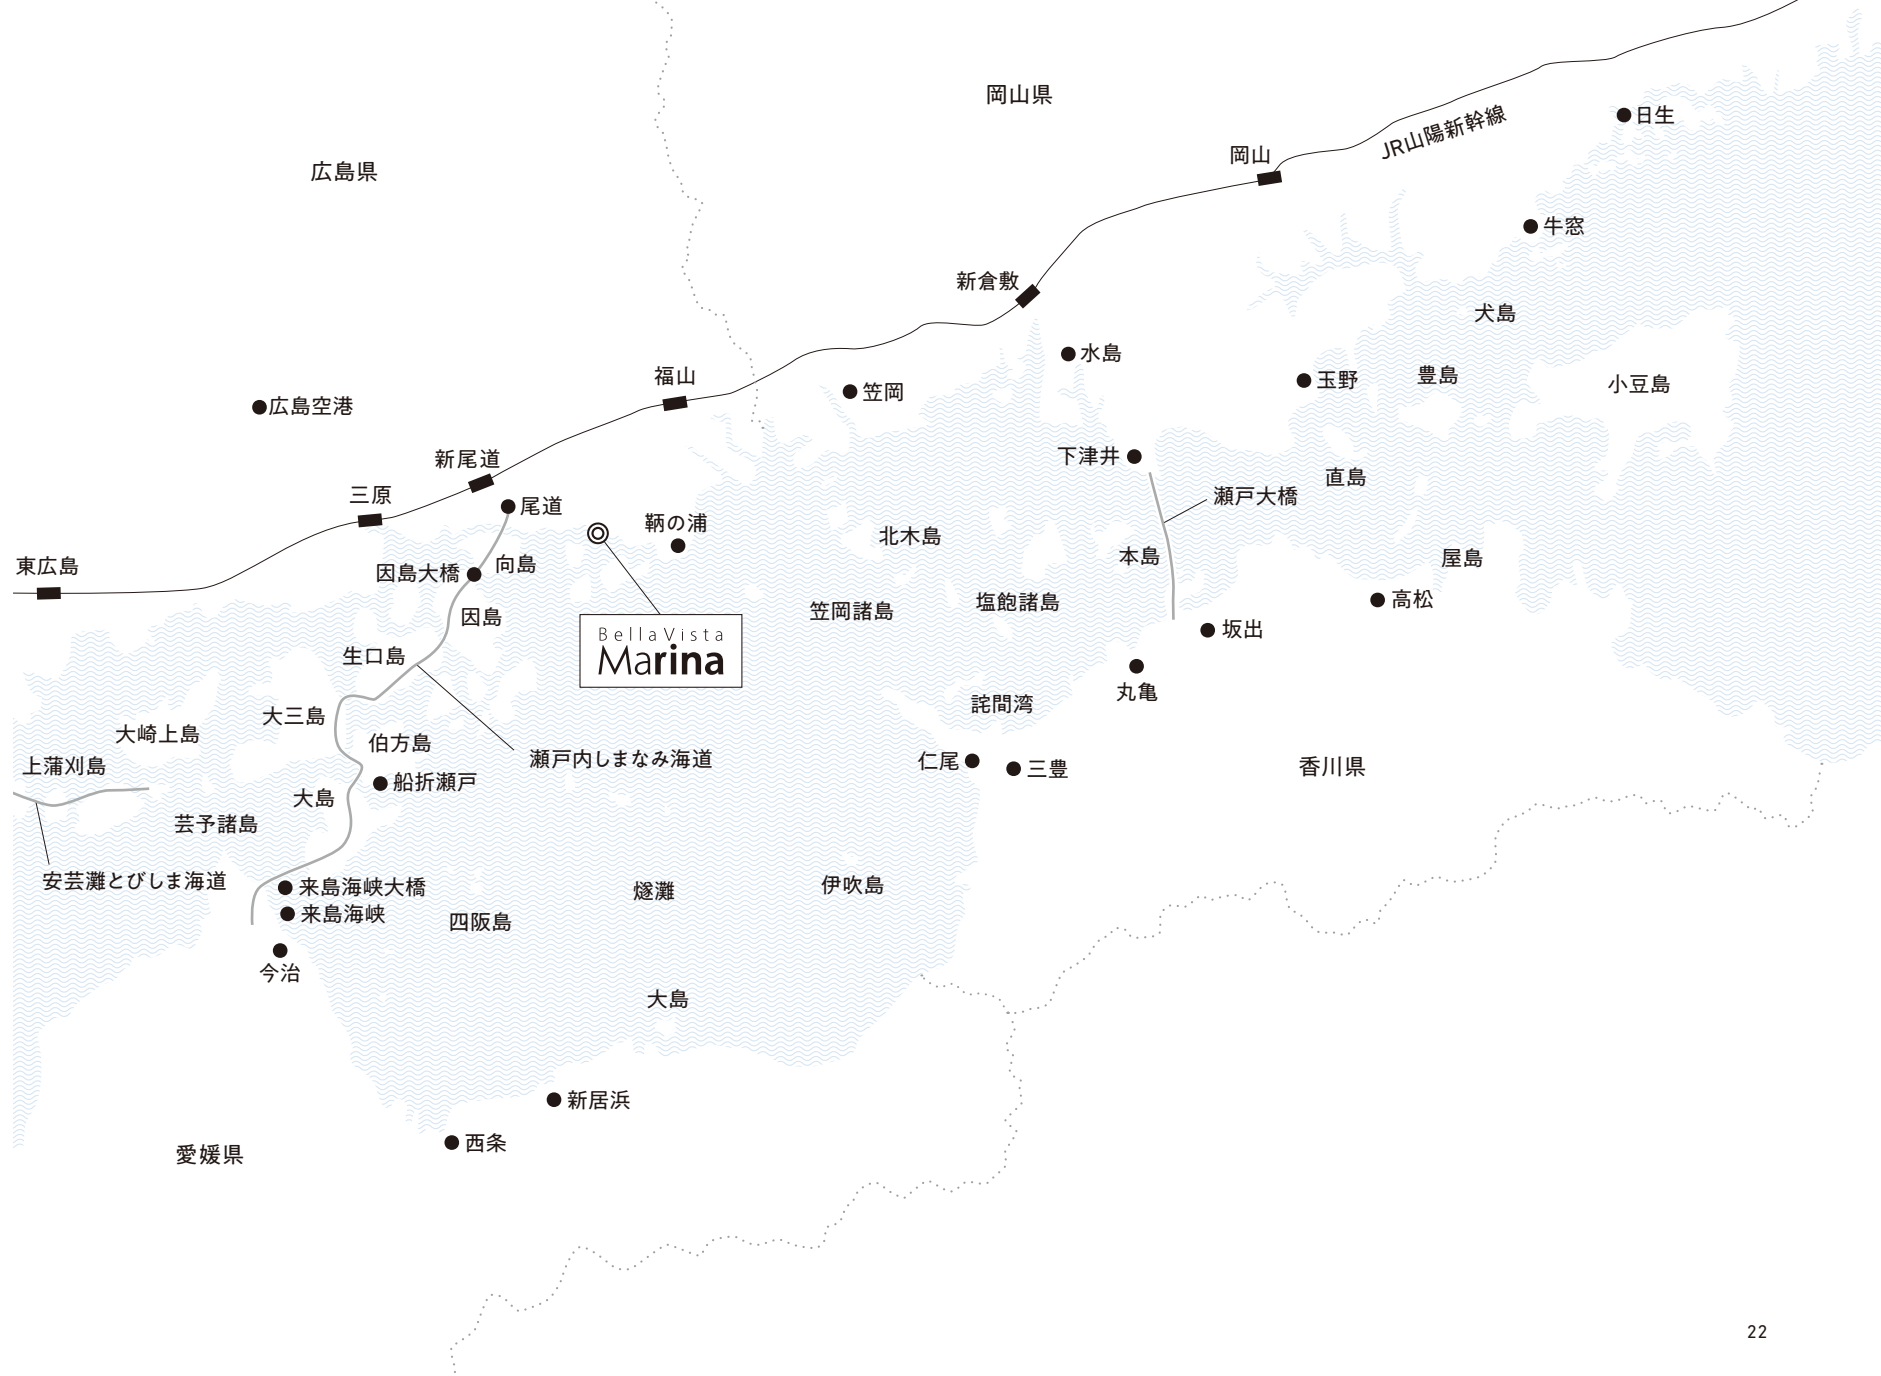 岡山県
広島県
日生
JR山陽新幹線
岡山
牛窓
新倉敷
犬島
水島
豊島
福山
笠岡
玉野
小豆島
広島空港
新尾道
下津井
直島
三原
瀬戸大橋
尾道
鞆の浦
北木島
本島
屋島
東広島
因島大橋
向島
笠岡諸島
塩飽諸島
高松
因島
坂出
BellaVista
Marina
生口島
丸亀
詫間湾
大三島
大崎上島
伯方島
瀬戸内しまなみ海道
仁尾
三豊
香川県
上蒲刈島
船折瀬戸
大島
芸予諸島
安芸灘とびしま海道
来島海峡大橋
燧灘
伊吹島
来島海峡
四阪島
今治
大島
新居浜
西条
愛媛県
22